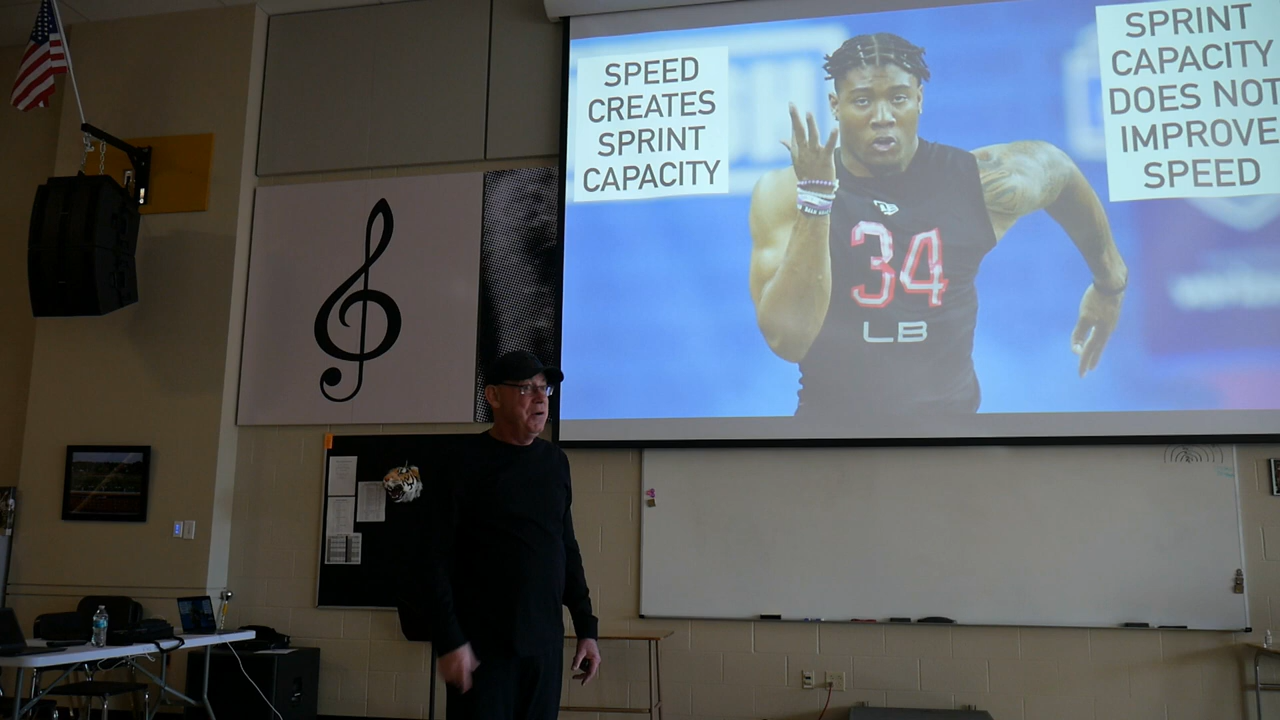 SPEED
CREATES
SPRINT
CAPACITY
SPRINT
CAPACITY
DOES NOT
IMPROVE
SPEED
34
LB